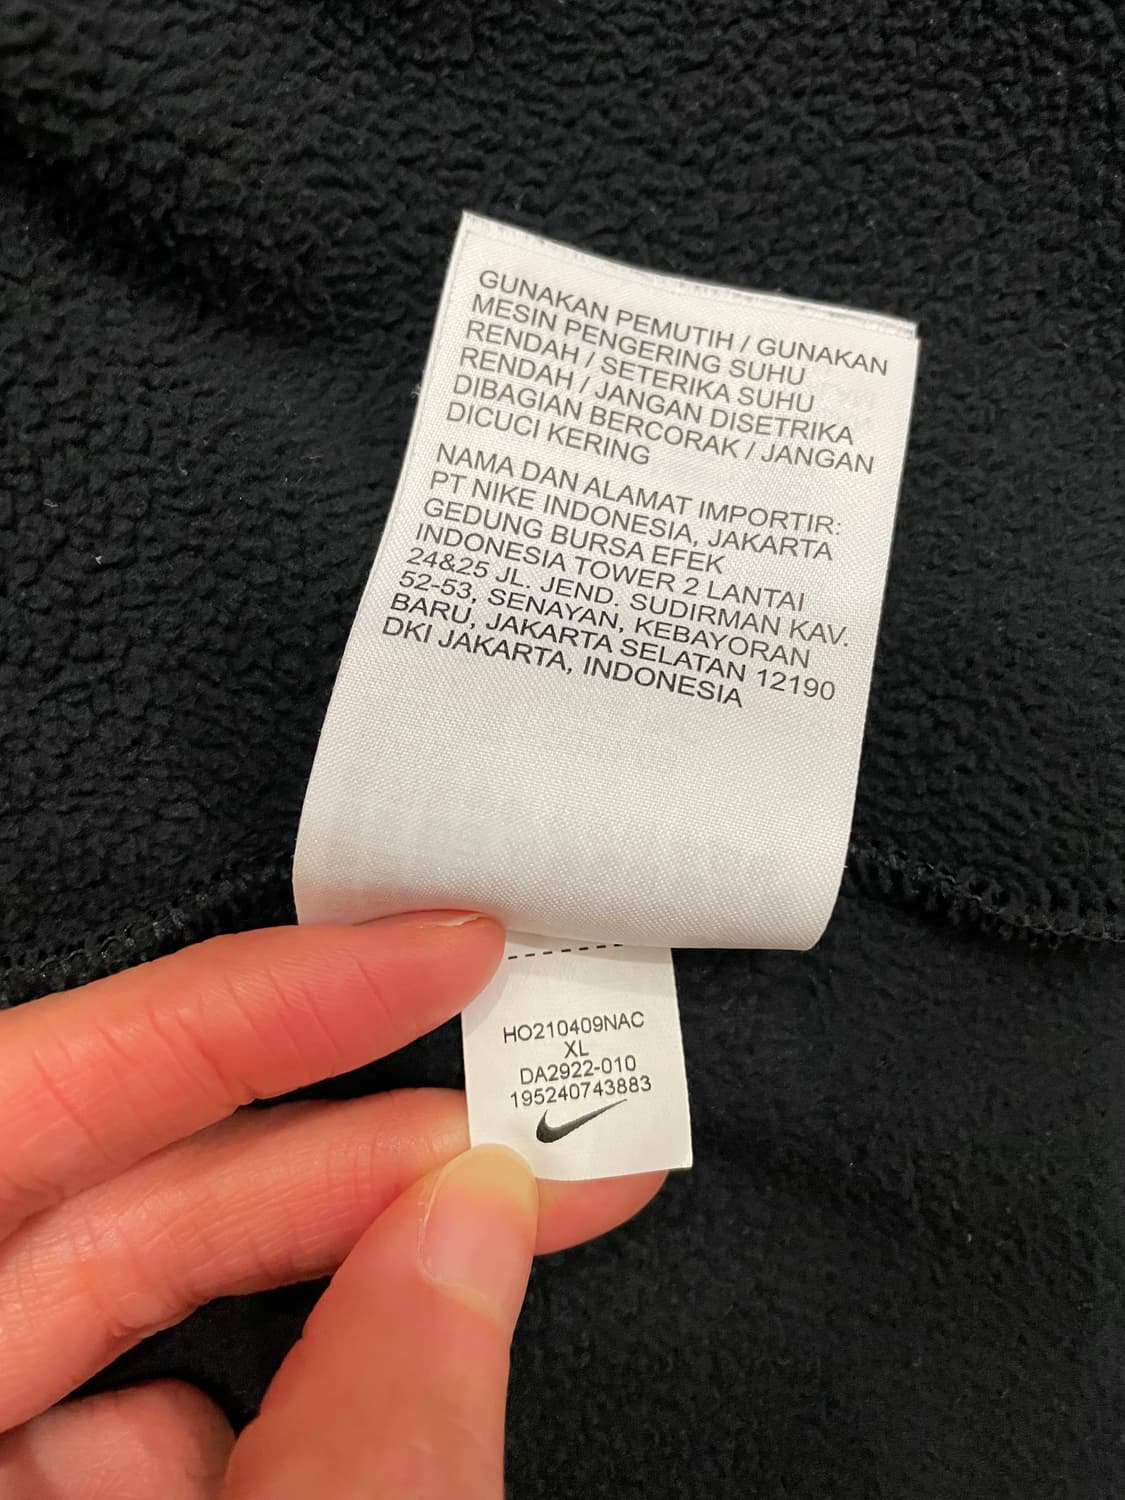 GUNAKAN PEMUTIH / GUNAKAN
MESIN PENGERING SUHU
RENDAH / SETERIKA SUHU
RENDAH / JANGAN DISETRIKA
DIBAGIAN BERCORAK / JANGAN
DICUCI KERING
NAMA DAN ALAMAT IMPORTIR:
PT NIKE INDONESIA, JAKARTA
GEDUNG BURSA EFEK
INDONESIA TOWER 2 LANTAI
24&25 JL. JEND. SUDIRMAN KAV.
52-53, SENAYAN, KEBAYORAN
BARU, JAKARTA SELATAN 12190
DKI JAKARTA, INDONESIA
HO210409NAC
XL
DA2922-010
195240743883